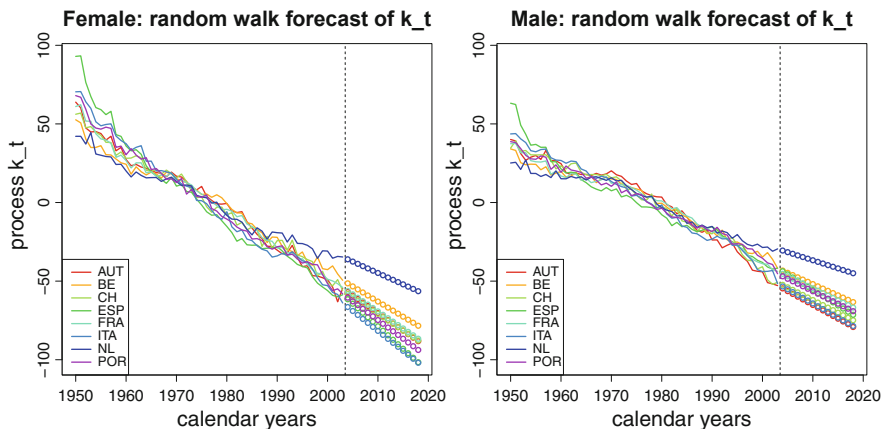 Female: random walk forecast of k_t
process k_t
100
50
0
−50
−100
AUT
BE
CH
ESP
FRA
ITA
NL
POR
1950 1960 1970 1980 1990 2000 2010 2020
calendar years
Male: random walk forecast of k_t
process k_t
100
50
0
−50
−100
AUT
BE
CH
ESP
FRA
ITA
NL
POR
1950 1960 1970 1980 1990 2000 2010 2020
calendar years